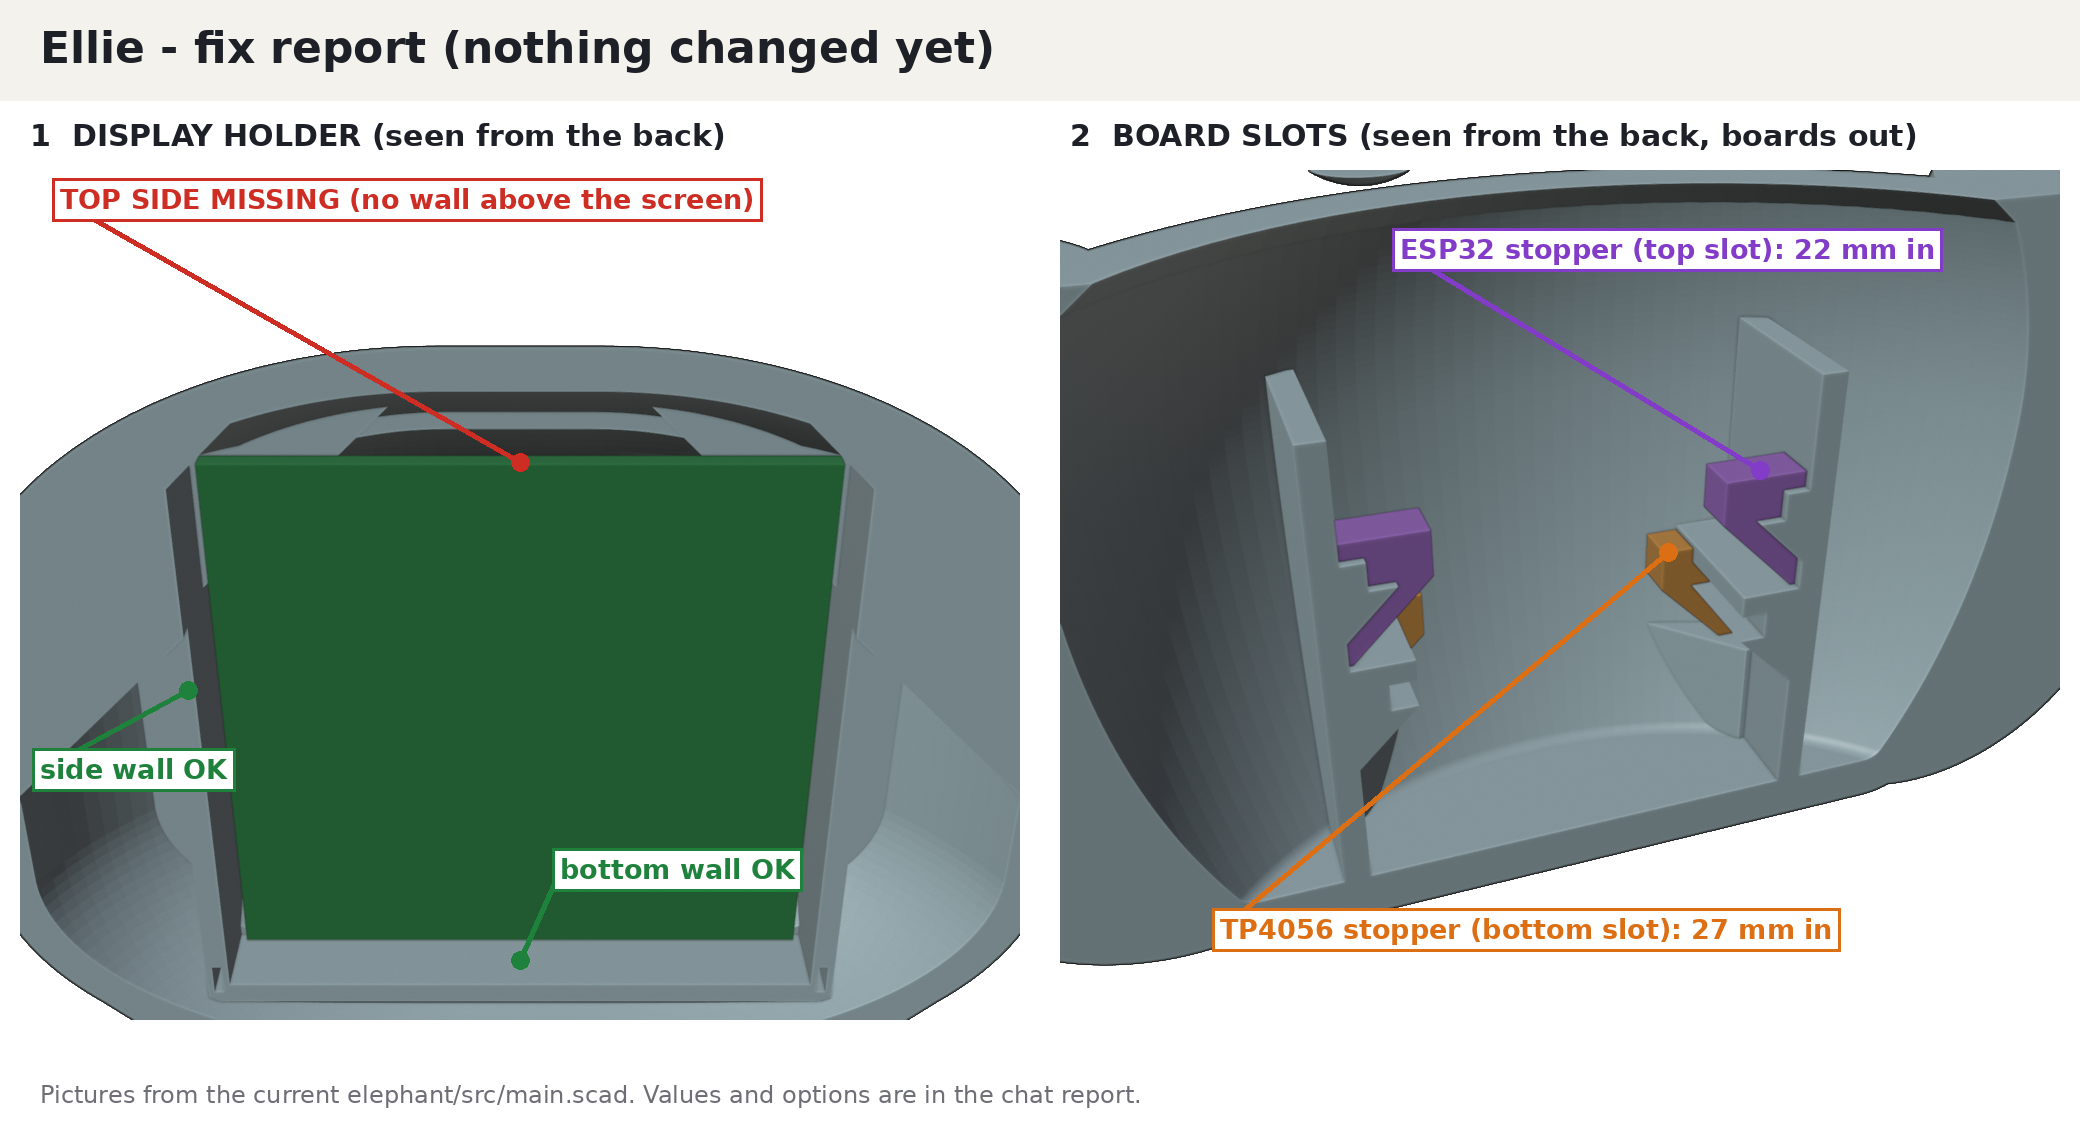 Ellie - fix report (nothing changed yet)
1 DISPLAY HOLDER (seen from the back)
TOP SIDE MISSING (no wall above the screen)
side wall OK
bottom wall OK
2 BOARD SLOTS (seen from the back, boards out)
ESP32 stopper (top slot): 22 mm in
TP4056 stopper (bottom slot): 27 mm in
Pictures from the current elephant/src/main.scad. Values and options are in the chat report.